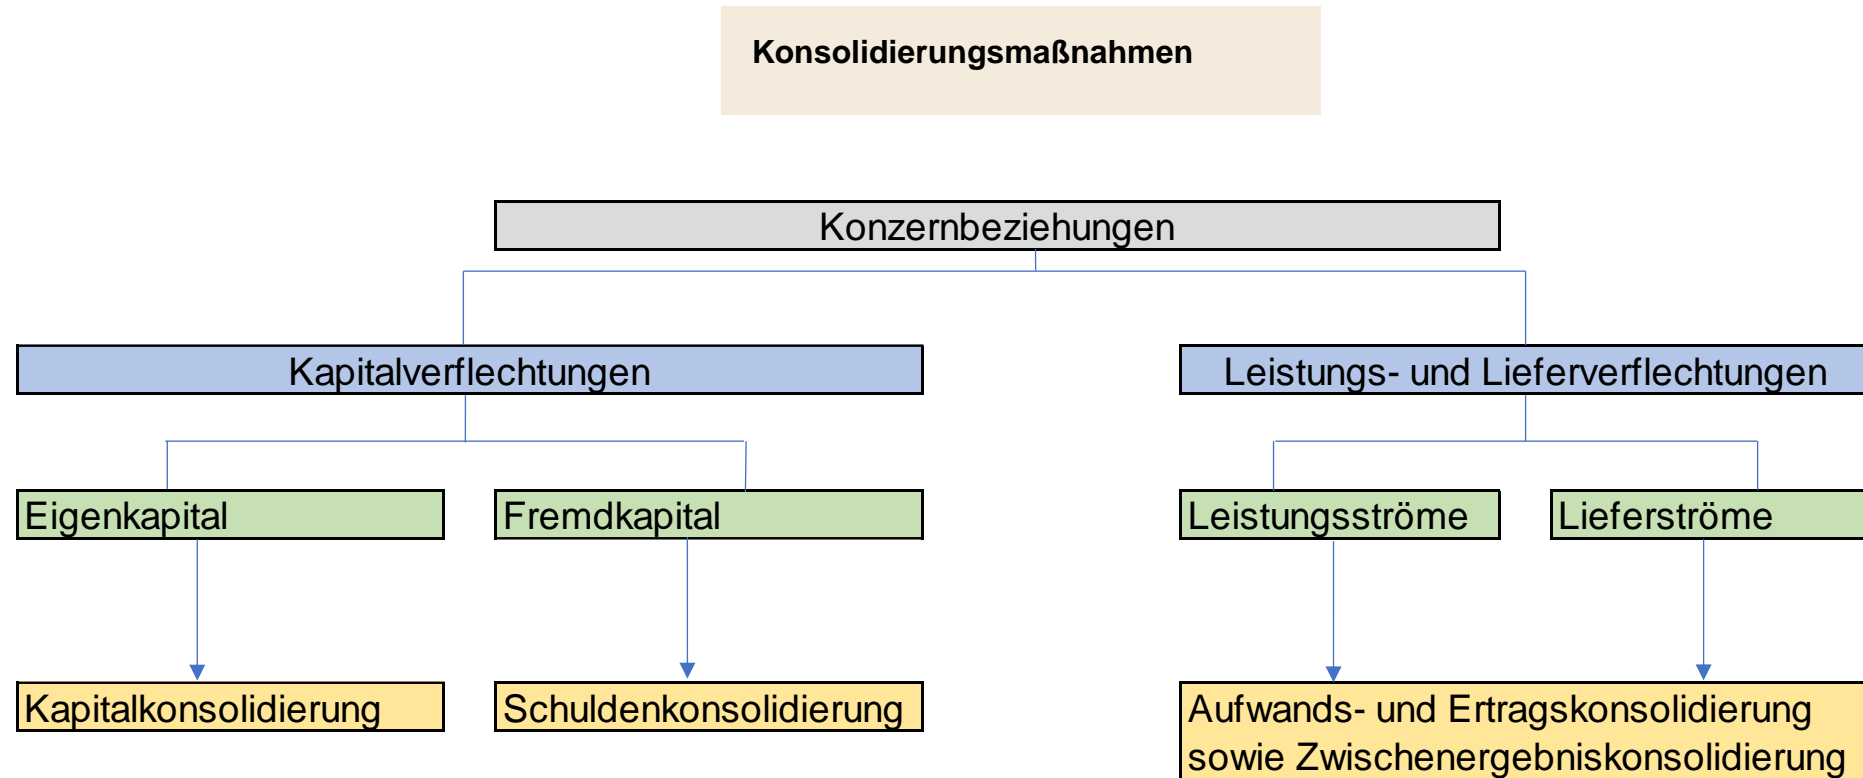 Konsolidierungsmaßnahmen
Konzernbeziehungen
Kapitalverflechtungen
Leistungs- und Lieferverflechtungen
Eigenkapital
Fremdkapital
Leistungsströme
Lieferströme
Kapitalkonsolidierung
Schuldenkonsolidierung
Aufwands- und Ertragskonsolidierung
sowie Zwischenergebniskonsolidierung